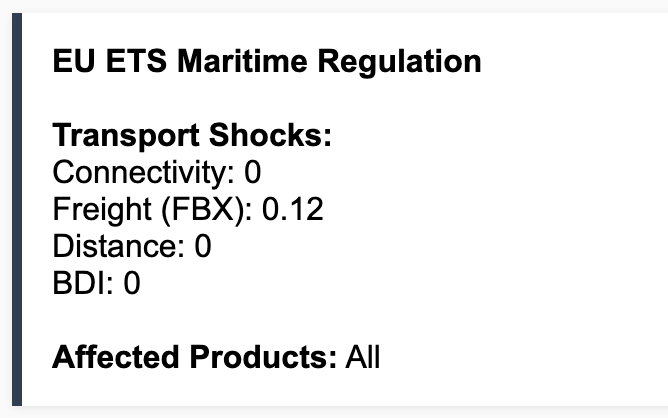 EU ETS Maritime Regulation
Transport Shocks:
Connectivity: 0
Freight (FBX): 0.12
Distance: 0
BDI: 0
Affected Products: All